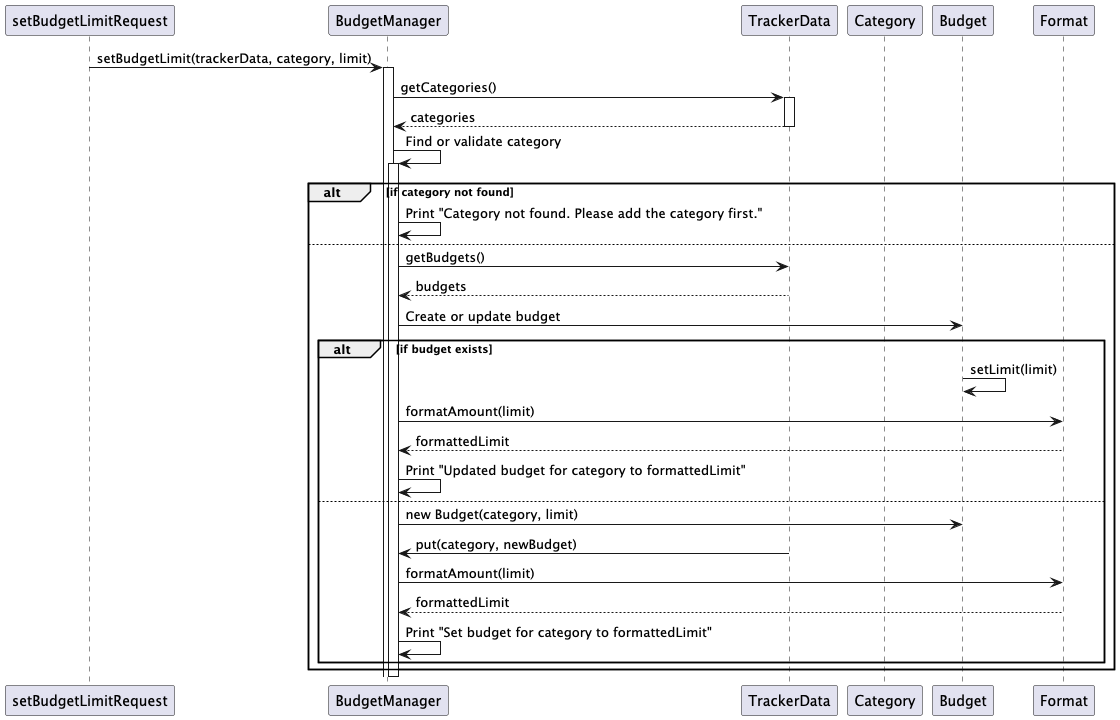 setBudgetLimitRequest
BudgetManager
TrackerData
Category
Budget
Format
setBudgetLimit(trackerData, category, limit)
getCategories()
categories
Find or validate category
alt
[if category not found]
Print "Category not found. Please add the category first."
getBudgets()
budgets
Create or update budget
alt
[if budget exists]
setLimit(limit)
formatAmount(limit)
formattedLimit
Print "Updated budget for category to formattedLimit"
new Budget(category, limit)
put(category, newBudget)
formatAmount(limit)
formattedLimit
Print "Set budget for category to formattedLimit"
setBudgetLimitRequest
BudgetManager
TrackerData
Category
Budget
Format